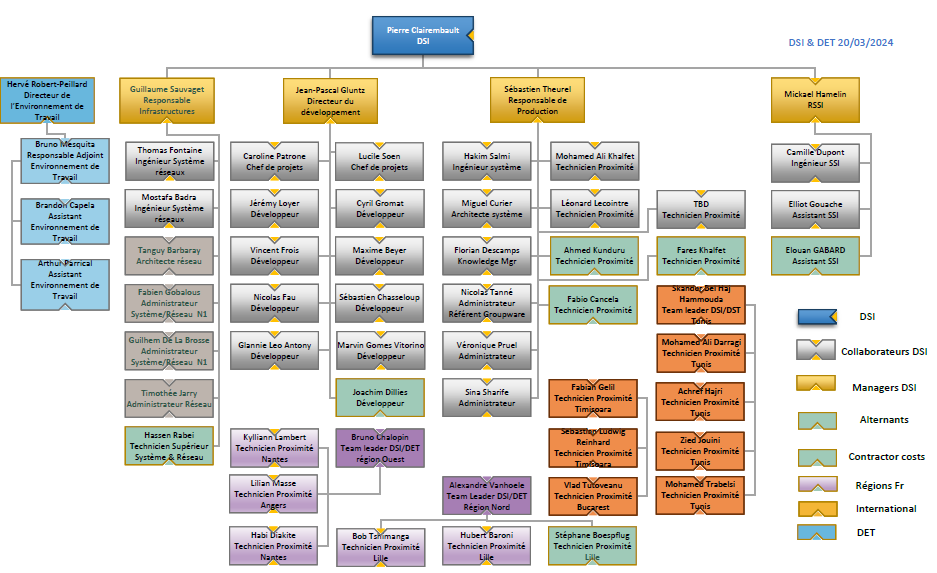 Pierre Clairembault
DSI
DSI & DET 20/03/2024
Hervé Robert-Peillard
Directeur de
l'Environnement de
Travail
Guillaume Sauvaget
Responsable
Infrastructures
Jean-Pascal Gluntz
Directeur du
développement
Sébastien Theurel
Responsable de
Production
Mickael Hamelin
RSSI
Bruno Mesquita
Responsable Adjoint
Environnement de
Travail
Brandon Capela
Assistant
Environnement de
Travail
Arthur Parrical
Assistant
Environnement de
Travail
Thomas Fontaine
Ingénieur Système
réseaux
Mostafa Badra
Ingénieur Système
réseaux
Tanguy Barbaray
Architecte réseau
Fabien Gobalous
Administrateur
Système/Réseau N1
Guilhem De La Brosse
Administrateur
Système/Réseau N1
Timothée Jarry
Administrateur Réseau
Hassen Rabei
Technicien Supérieur
Système & Réseau
Caroline Patrone
Chef de projets
Jérémy Loyer
Développeur
Vincent Frois
Développeur
Nicolas Fau
Développeur
Glannie Leo Antony
Développeur
Lucile Soen
Chef de projets
Cyril Gromat
Développeur
Maxime Beyer
Développeur
Sébastien Chasseloup
Développeur
Marvin Gomes Vitorino
Développeur
Joachim Dillies
Développeur
Kylliann Lambert
Technicien Proximité
Nantes
Lilian Masse
Technicien Proximité
Angers
Habi Diakite
Technicien Proximité
Nantes
Bruno Chalopin
Team leader DSI/DET
région Ouest
Alexandre Vanhoele
Team Leader DSI/DET
Région Nord
Bob Tshimanga
Technicien Proximité
Lille
Hubert Baroni
Technicien Proximité
Lille
Stéphane Boespflug
Technicien Proximité
Lille
Hakim Salmi
Ingénieur système
Miguel Curier
Architecte système
Florian Descamps
Knowledge Mgr
Nicolas Tanné
Administrateur
Référent Groupware
Véronique Pruel
Administrateur
Sina Sharife
Administrateur
Mohamed Ali Khalfet
Technicien Proximité
Léonard Lecointre
Technicien Proximité
Ahmed Kunduru
Technicien Proximité
Fabio Cancela
Technicien Proximité
TBD
Technicien Proximité
Fares Khalfet
Technicien Proximité
Fabian Gelil
Technicien Proximité
Timisoara
Sebastian Ludwig
Reinhard
Technicien Proximité
Timisoara
Vlad Tutoveanu
Technicien Proximité
Bucarest
Skander Bel Haj
Hammouda
Team leader DSI/DST
Tunis
Mohamed Ali Darragi
Technicien Proximité
Tunis
Achref Hajri
Technicien Proximité
Tunis
Zied Jouini
Technicien Proximité
Tunis
Mohamed Trabelsi
Technicien Proximité
Tunis
Camille Dupont
Ingénieur SSI
Elliot Gouache
Assistant SSI
Elouan GABARD
Assistant SSI
DSI
Collaborateurs DSI
Managers DSI
Alternants
Contractor costs
Régions Fr
International
DET